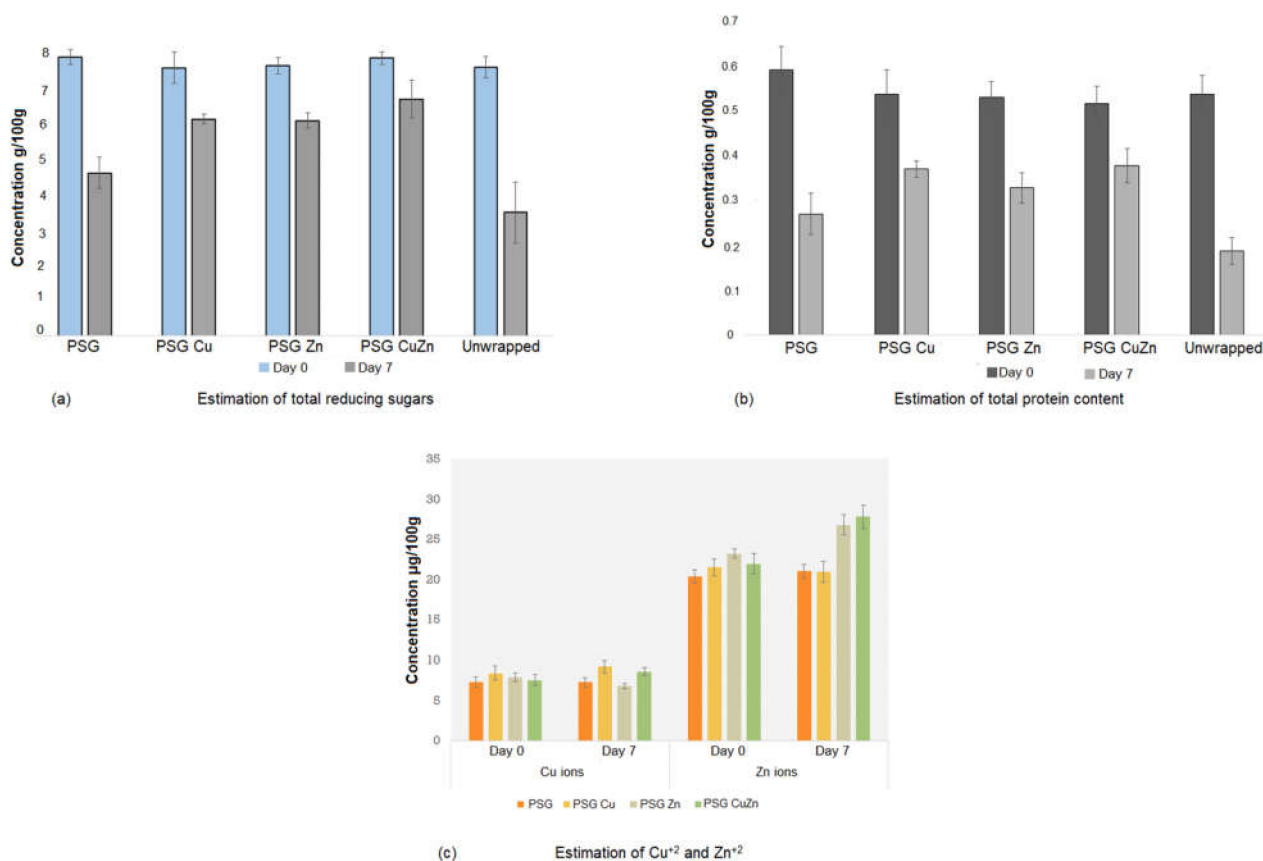 Concentration g/100g
8
7
6
5
4
3
2
1
0
PSG PSG Cu PSG Zn PSG CuZn Unwrapped
Day 0 Day 7
(a) Estimation of total reducing sugars
Concentration g/100g
0.7
0.6
0.5
0.4
0.3
0.2
0.1
0
PSG PSG Cu PSG Zn PSG CuZn Unwrapped
Day 0 Day 7
(b) Estimation of total protein content
Concentration µg/100g
35
30
25
20
15
10
5
0
Day 0 Day 7 Day 0 Day 7
Cu ions Zn ions
PSG PSG Cu PSG Zn PSG CuZn
(c) Estimation of Cu⁺² and Zn⁺²